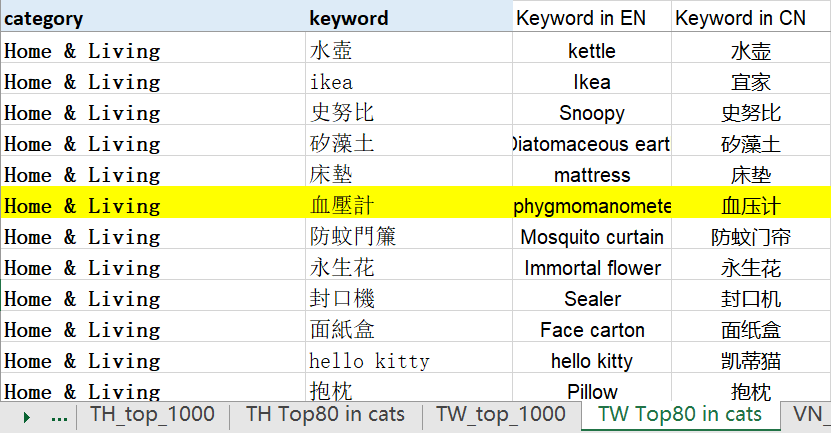 category keyword Keyword in EN Keyword in CN
Home & Living 水壺 kettle 水壶
Home & Living ikea Ikea 宜家
Home & Living 史努比 Snoopy 史努比
Home & Living 矽藻土 Diatomaceous eart 矽藻土
Home & Living 床墊 mattress 床垫
Home & Living 血壓計 phygmomanomete 血压计
Home & Living 防蚊門簾 Mosquito curtain 防蚊门帘
Home & Living 永生花 Immortal flower 永生花
Home & Living 封口機 Sealer 封口机
Home & Living 面紙盒 Face carton 面纸盒
Home & Living hello kitty hello kitty 凯蒂猫
Home & Living 抱枕 Pillow 抱枕
... TH_top_1000 TH Top80 in cats TW_top_1000 TW Top80 in cats VN_